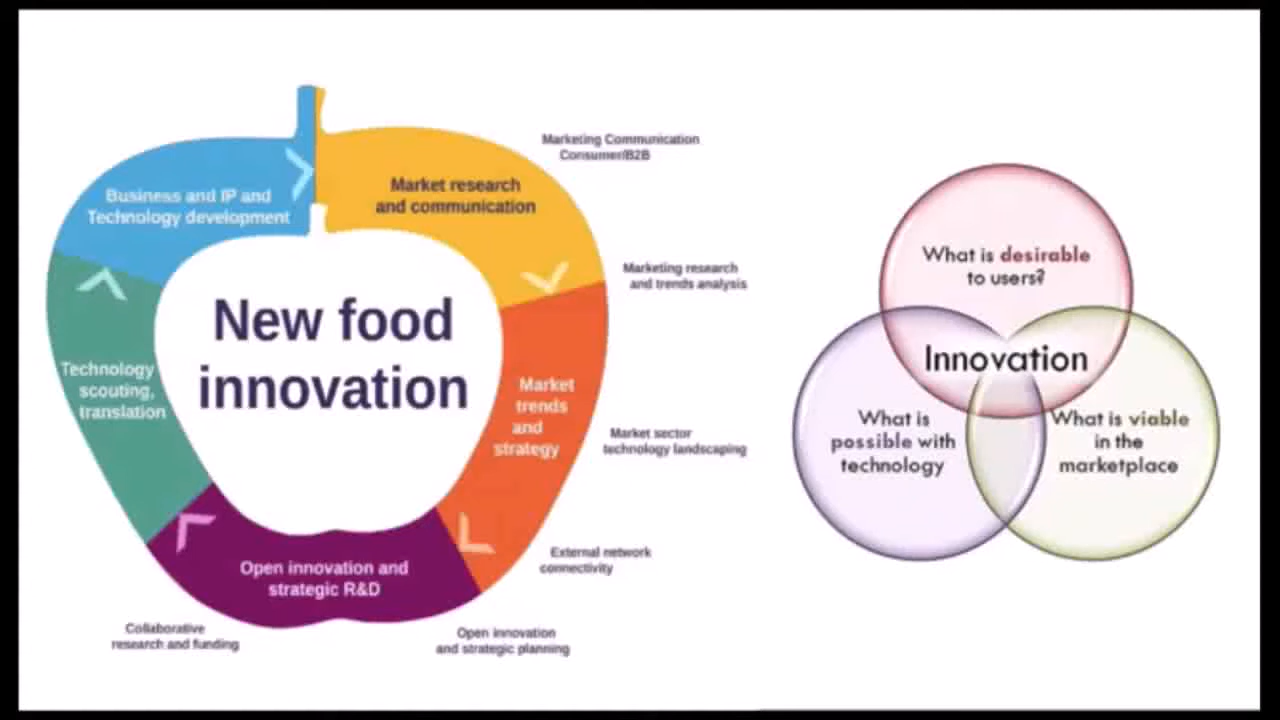 Marketing Communication
Consumer/B2B
Business and IP and
Technology development
Market research
and communication
Marketing research
and trends analysis
New food
innovation
Technology
scouting,
translation
Market
trends
and
strategy
Market sector
technology landscaping
External network
connectivity
Open innovation and
strategic R&D
Collaborative
research and funding
Open innovation
and strategic planning
What is desirable
to users?
Innovation
What is
possible with
technology
What is viable
in the
marketplace